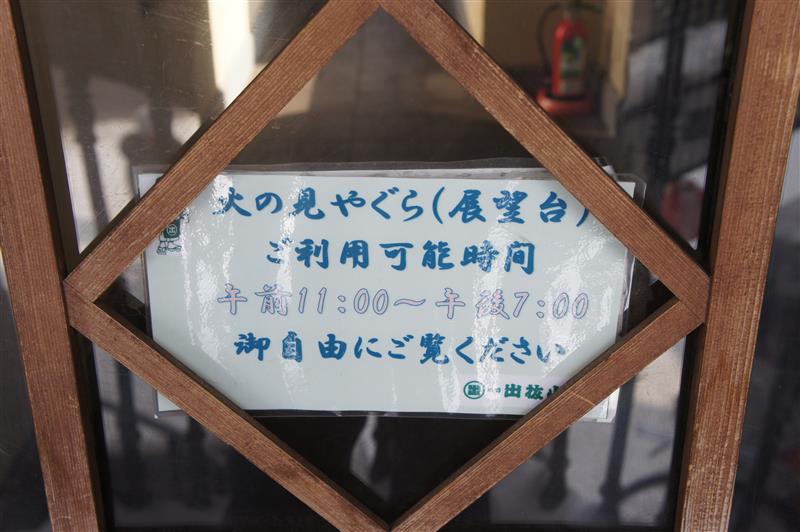 火の見やぐら(展望台)
ご利用可能時間
午前11:00～午後7:00
御自由にご覧ください
出抜小